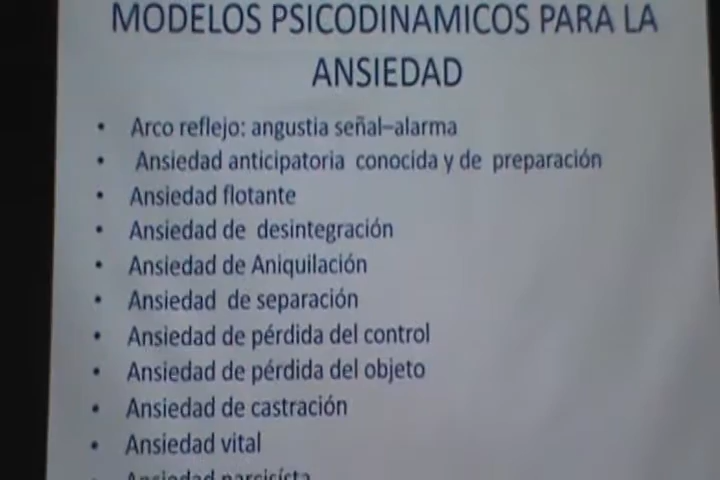 MODELOS PSICODINAMICOS PARA LA
ANSIEDAD
• Arco reflejo: angustia señal–alarma
• Ansiedad anticipatoria conocida y de preparación
• Ansiedad flotante
• Ansiedad de desintegración
• Ansiedad de Aniquilación
• Ansiedad de separación
• Ansiedad de pérdida del control
• Ansiedad de pérdida del objeto
• Ansiedad de castración
• Ansiedad vital
• Ansiedad